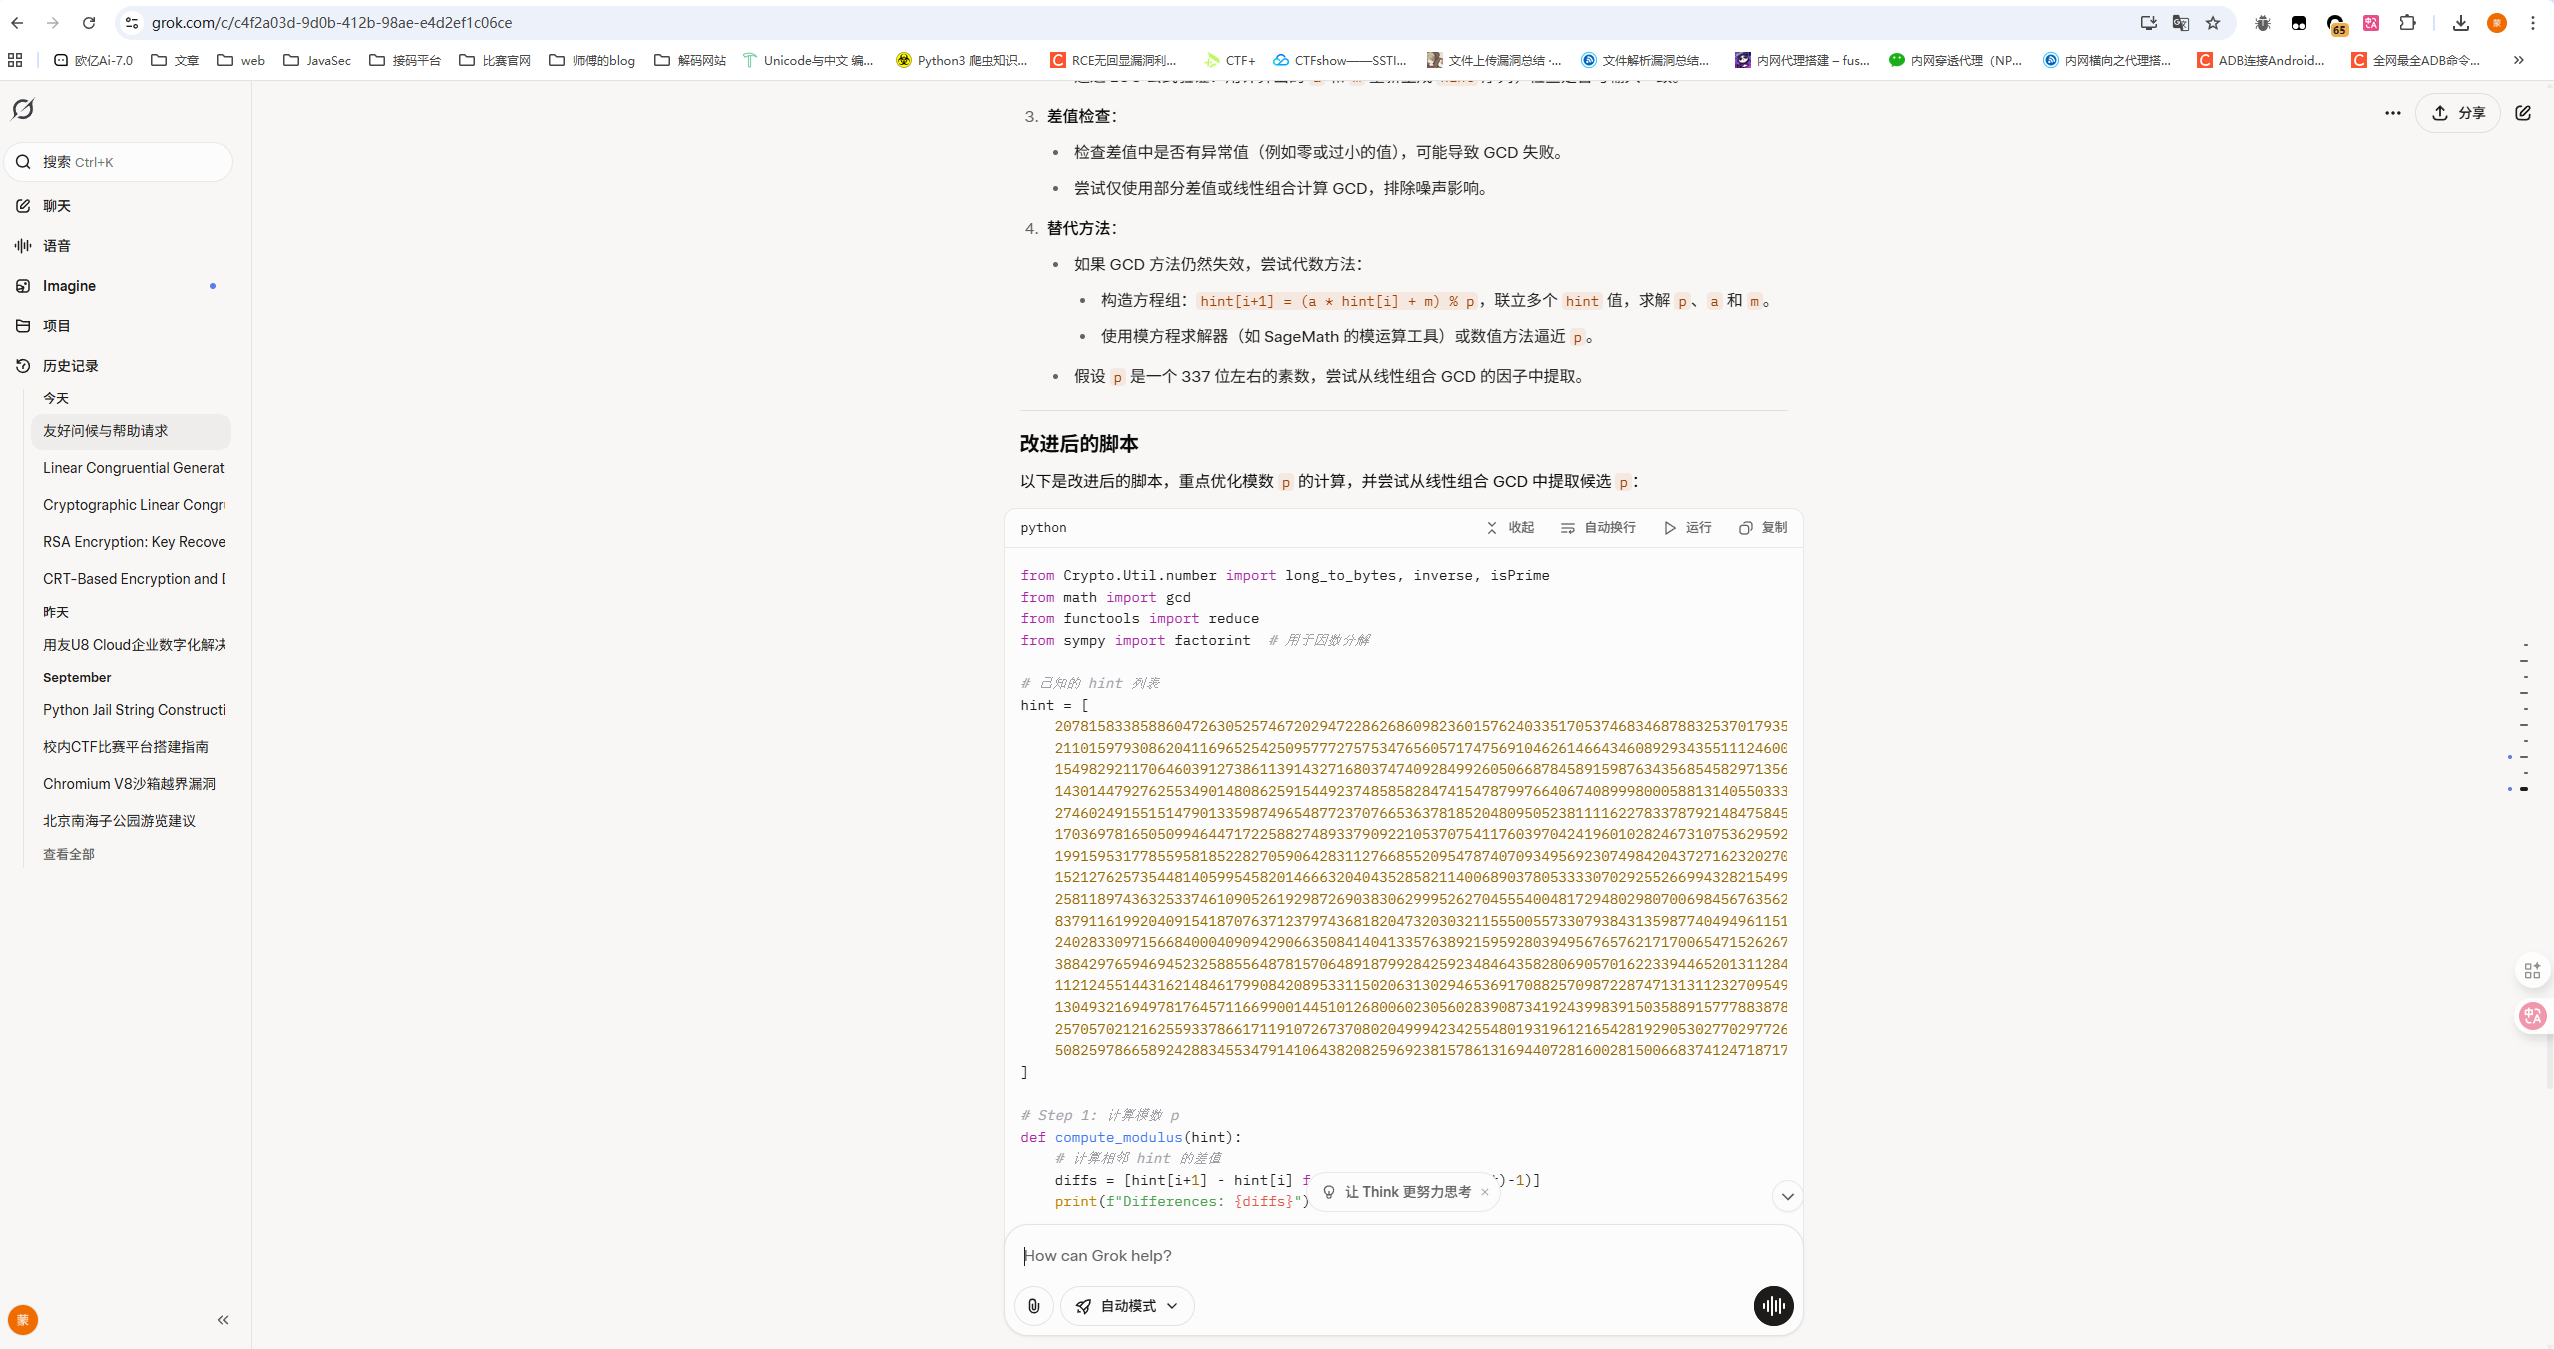 grok.com/c/c4f2a03d-9d0b-412b-98ae-e4d2ef1c06ce
65
蒙
欧亿Ai-7.0 文章 web JavaSec 接码平台 比赛官网 师傅的blog 解码网站 Unicode与中文 编... Python3 爬虫知识... RCE无回显漏洞利... CTF+ CTFshow——SSTI... 文件上传漏洞总结 ·... 文件解析漏洞总结... 内网代理搭建 – fus... 内网穿透代理（NP... 内网横向之代理搭... ADB连接Android... 全网最全ADB命令...
搜索 Ctrl+K
聊天
语音
Imagine
项目
历史记录
今天
友好问候与帮助请求
Linear Congruential Generat
Cryptographic Linear Congr
RSA Encryption: Key Recove
CRT-Based Encryption and
昨天
用友U8 Cloud企业数字化解决
September
Python Jail String Constructi
校内CTF比赛平台搭建指南
Chromium V8沙箱越界漏洞
北京南海子公园游览建议
查看全部
蒙
分享
3. 差值检查：
检查差值中是否有异常值（例如零或过小的值），可能导致 GCD 失败。
尝试仅使用部分差值或线性组合计算 GCD，排除噪声影响。
4. 替代方法：
如果 GCD 方法仍然失效，尝试代数方法：
构造方程组：hint[i+1] = (a * hint[i] + m) % p，联立多个 hint 值，求解 p、a 和 m。
使用模方程求解器（如 SageMath 的模运算工具）或数值方法逼近 p。
假设 p 是一个 337 位左右的素数，尝试从线性组合 GCD 的因子中提取。
改进后的脚本
以下是改进后的脚本，重点优化模数 p 的计算，并尝试从线性组合 GCD 中提取候选 p：
python 收起 自动换行 运行 复制
from Crypto.Util.number import long_to_bytes, inverse, isPrime
from math import gcd
from functools import reduce
from sympy import factorint # 用于因数分解
# 已知的 hint 列表
hint = [
20781583385886047263052574672029472286268609823601576240335170537468346878832537017935
21101597930862041169652542509577727575347656057174756910462614664346089293435511124600
15498292117064603912738611391432716803747409284992605066878458915987634356854582971356
14301447927625534901480862591544923748585828474154787997664067408999800058813140550333
27460249155151479013359874965487723707665363781852048095052381111622783378792148475845
17036978165050994644717225882748933790922105370754117603970424196010282467310753629592
19915953177855958185228270590642831127668552095478740709349569230749842043727162320270
15212762573544814059954582014666320404352858211400689037805333307029255266994328215499
25811897436325337461090526192987269038306299952627045554004817294802980700698456763562
83791161992040915418707637123797436818204732030321155500557330793843135987740494961151
24028330971566840004090942906635084140413357638921595928039495676576217170065471526267
38842976594694523258855648781570648918799284259234846435828069057016223394465201311284
11212455144316214846179908420895331150206313029465369170882570987228747131311232709549
13049321694978176457116699001445101268006023056028390873419243998391503588915777883878
25705702121625593378661711910726737080204999423425548019319612165428192905302770297726
50825978665892428834553479141064382082596923815786131694407281600281500668374124718717
]
# Step 1: 计算模数 p
def compute_modulus(hint):
# 计算相邻 hint 的差值
diffs = [hint[i+1] - hint[i] f )-1)]
print(f"Differences: {diffs}")
让 Think 更努力思考
How can Grok help?
自动模式